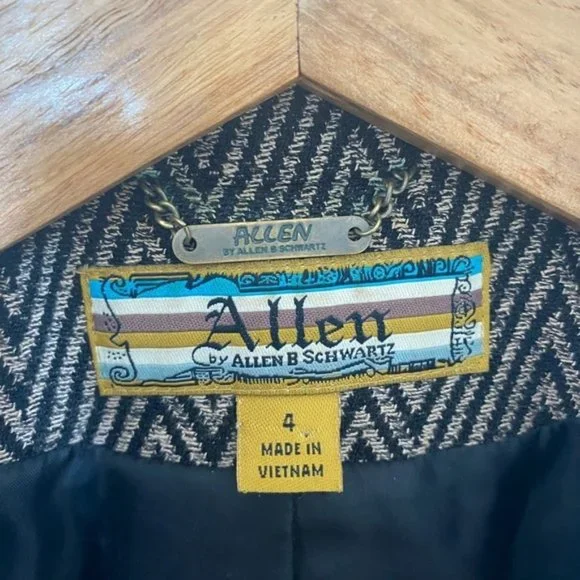 ALLEN
BY ALLEN B. SCHWARTZ
Allen
by ALLEN B SCHWARTZ
4
MADE IN
VIETNAM